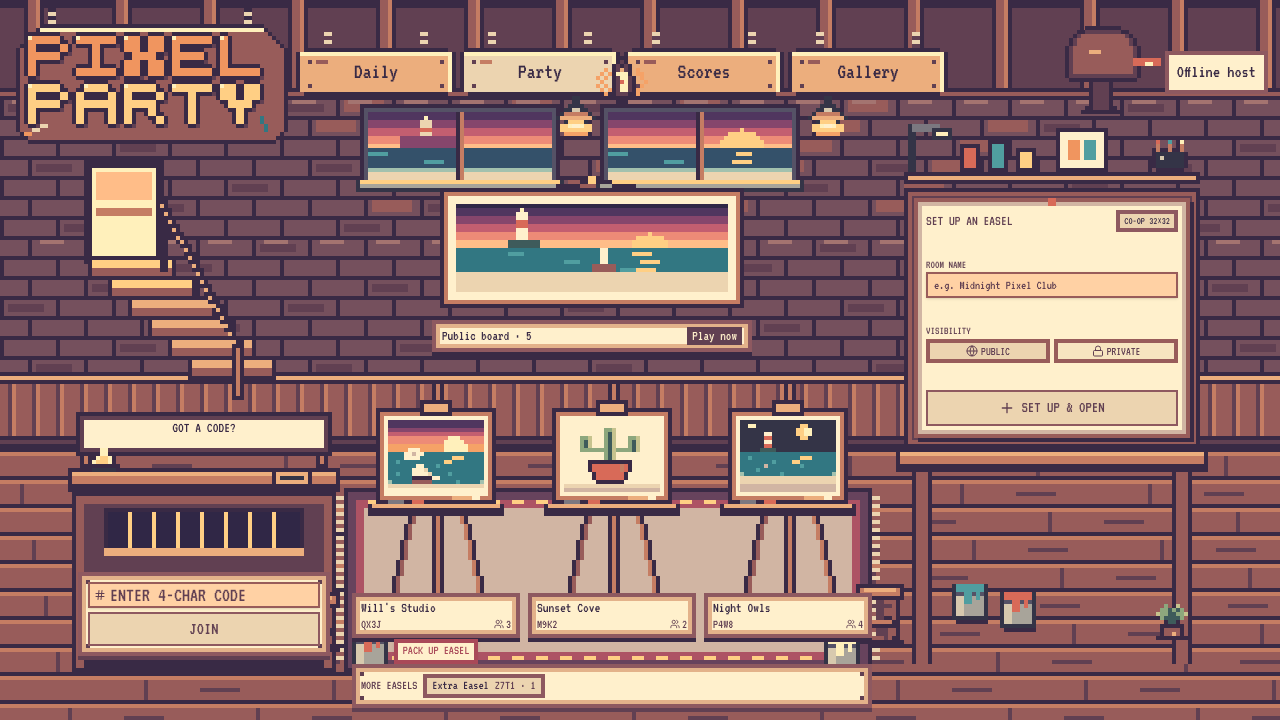 PIXEL
PARTY
Daily
Party
Scores
Gallery
Offline host
SET UP AN EASEL
CO-OP 32×32
ROOM NAME
e.g. Midnight Pixel Club
VISIBILITY
PUBLIC
PRIVATE
+ SET UP & OPEN
Public board · 5
Play now
GOT A CODE?
# ENTER 4-CHAR CODE
JOIN
Will's Studio
QX3J
3
Sunset Cove
M9K2
2
Night Owls
P4W8
4
PACK UP EASEL
MORE EASELS
Extra Easel Z7T1 · 1